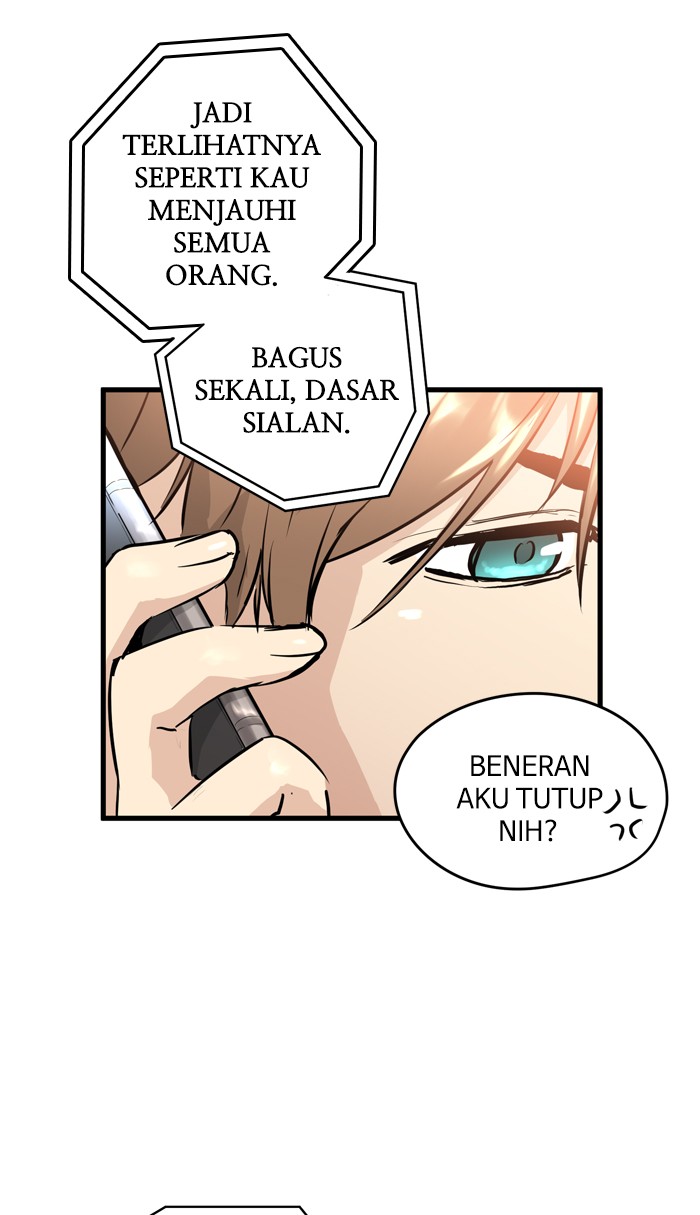 JADI
TERLIHATNYA
SEPERTI KAU
MENJAUHI
SEMUA
ORANG.
BAGUS
SEKALI, DASAR
SIALAN.
BENERAN
AKU TUTUP
NIH?